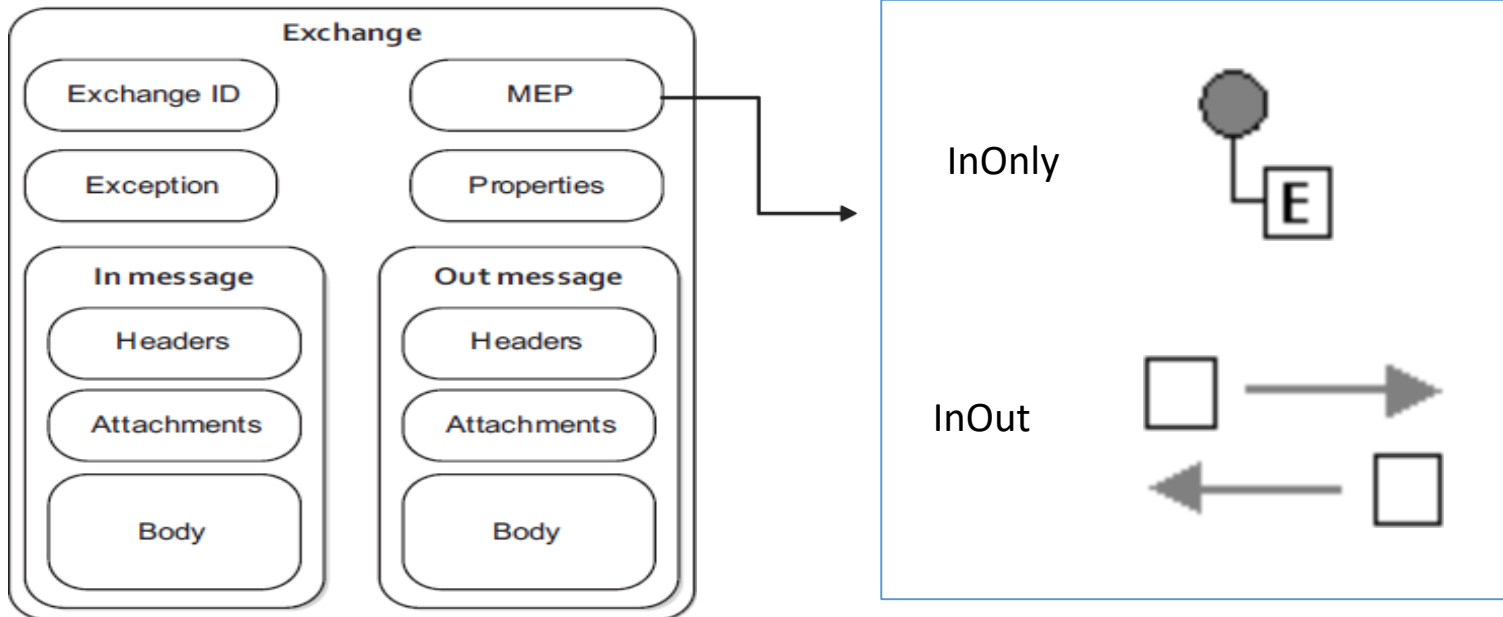 Exchange
Exchange ID
MEP
Exception
Properties
In message
Headers
Attachments
Body
Out message
Headers
Attachments
Body
InOnly
E
InOut